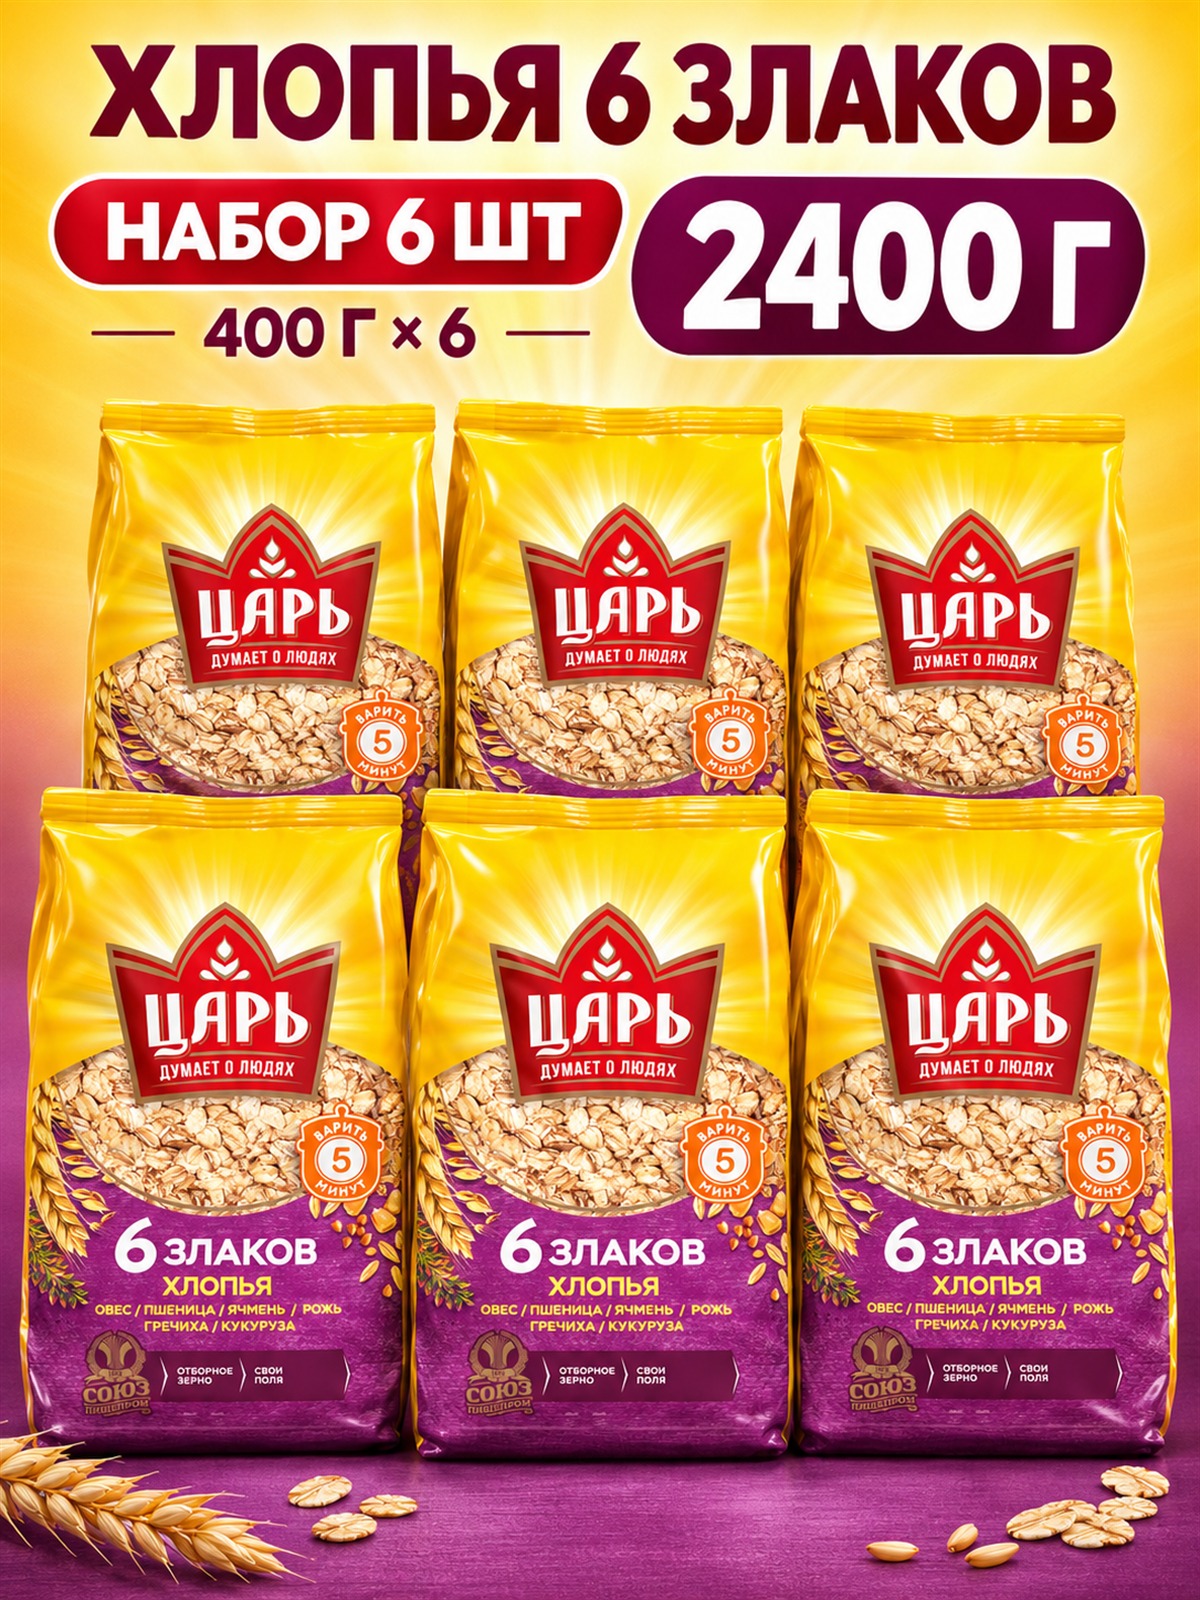 ХЛОПЬЯ 6 ЗЛАКОВ
НАБОР 6 ШТ
2400 Г
400 Г × 6
ЦАРЬ
ДУМАЕТ О ЛЮДЯХ
ВАРИТЬ
5
МИНУТ
ЦАРЬ
ДУМАЕТ О ЛЮДЯХ
ВАРИТЬ
5
МИНУТ
ЦАРЬ
ДУМАЕТ О ЛЮДЯХ
ВАРИТЬ
5
МИНУТ
ЦАРЬ
ДУМАЕТ О ЛЮДЯХ
ВАРИТЬ
5
МИНУТ
6 ЗЛАКОВ
ХЛОПЬЯ
ОВЕС / ПШЕНИЦА / ЯЧМЕНЬ / РОЖЬ
ГРЕЧИХА / КУКУРУЗА
СОЮЗ
ПИЩЕПРОМ
ОТБОРНОЕ
ЗЕРНО
СВОИ
ПОЛЯ
ЦАРЬ
ДУМАЕТ О ЛЮДЯХ
ВАРИТЬ
5
МИНУТ
6 ЗЛАКОВ
ХЛОПЬЯ
ОВЕС / ПШЕНИЦА / ЯЧМЕНЬ / РОЖЬ
ГРЕЧИХА / КУКУРУЗА
СОЮЗ
ПИЩЕПРОМ
ОТБОРНОЕ
ЗЕРНО
СВОИ
ПОЛЯ
ЦАРЬ
ДУМАЕТ О ЛЮДЯХ
ВАРИТЬ
5
МИНУТ
6 ЗЛАКОВ
ХЛОПЬЯ
ОВЕС / ПШЕНИЦА / ЯЧМЕНЬ / РОЖЬ
ГРЕЧИХА / КУКУРУЗА
СОЮЗ
ПИЩЕПРОМ
ОТБОРНОЕ
ЗЕРНО
СВОИ
ПОЛЯ